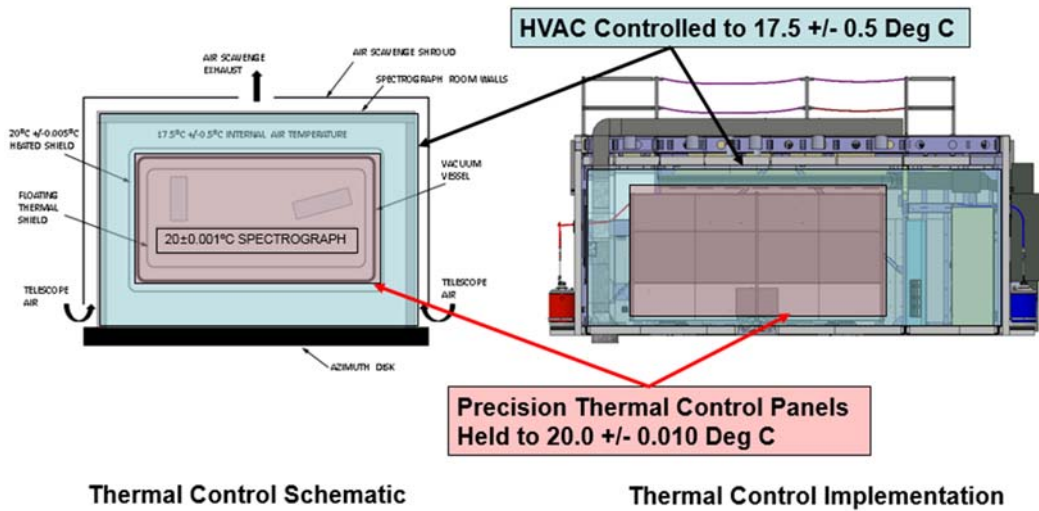 HVAC Controlled to 17.5 +/- 0.5 Deg C
AIR SCAVENGE
EXHAUST
AIR SCAVENGE SHROUD
SPECTROGRAPH ROOM WALLS
20ºC +/-0.005ºC
HEATED SHIELD
17.5ºC +/-0.5ºC INTERNAL AIR TEMPERATURE
VACUUM
VESSEL
FLOATING
THERMAL
SHIELD
20±0.001ºC SPECTROGRAPH
TELESCOPE
AIR
TELESCOPE
AIR
AZIMUTH DISK
Precision Thermal Control Panels
Held to 20.0 +/- 0.010 Deg C
Thermal Control Schematic
Thermal Control Implementation